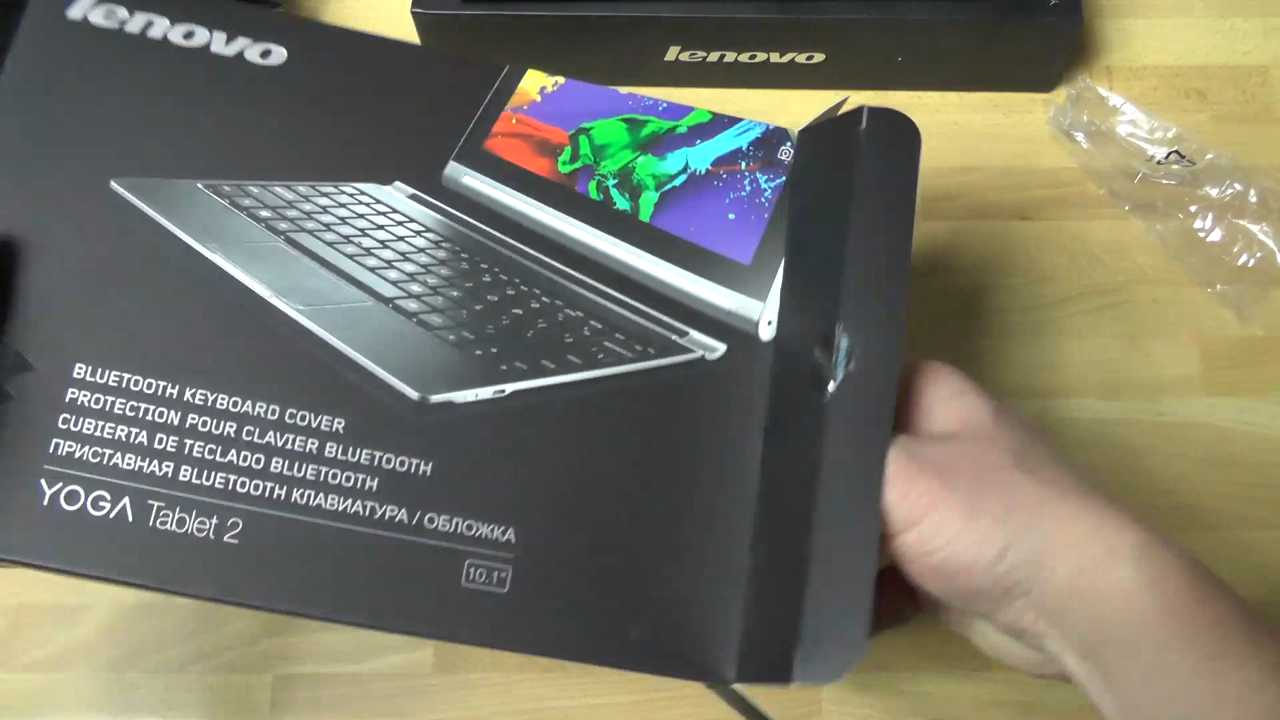 lenovo
lenovo
BLUETOOTH KEYBOARD COVER
PROTECTION POUR CLAVIER BLUETOOTH
CUBIERTA DE TECLADO BLUETOOTH
ПРИСТАВНАЯ BLUETOOTH КЛАВИАТУРА / ОБЛОЖКА
YOGA Tablet 2
10.1"